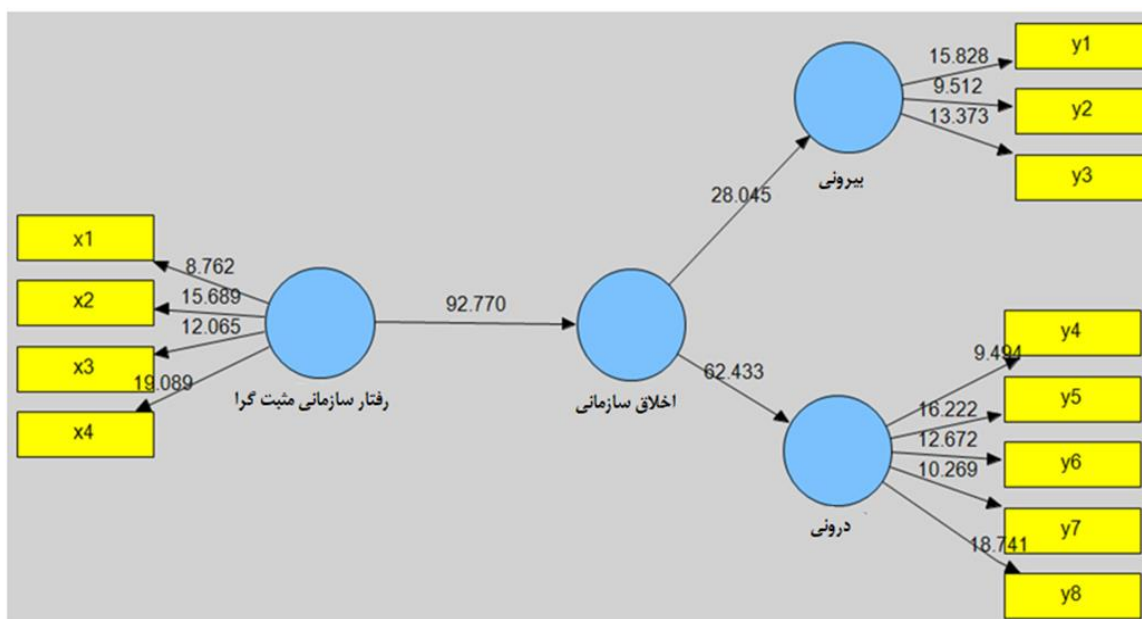 y1
15.828
9.512
y2
13.373
y3
بیرونی
28.045
x1
8.762
x2
15.689
12.065
x3
19.089
x4
رفتار سازمانی مثبت گرا
92.770
اخلاق سازمانی
62.433
y4
9.494
y5
16.222
12.672
y6
10.269
y7
18.741
y8
درونی